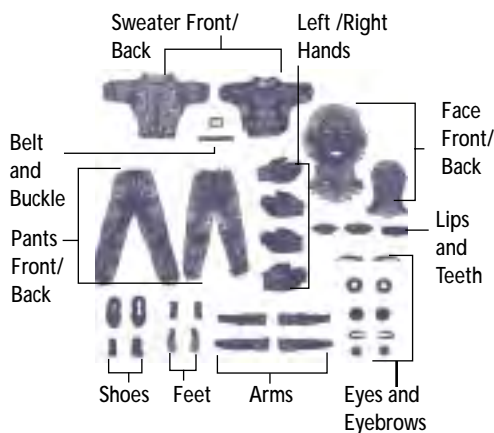 Sweater Front/
Back
Left /Right
Hands
Face
Front/
Back
Belt
and
Buckle
Lips
and
Teeth
Pants
Front/
Back
Shoes
Feet
Arms
Eyes and
Eyebrows